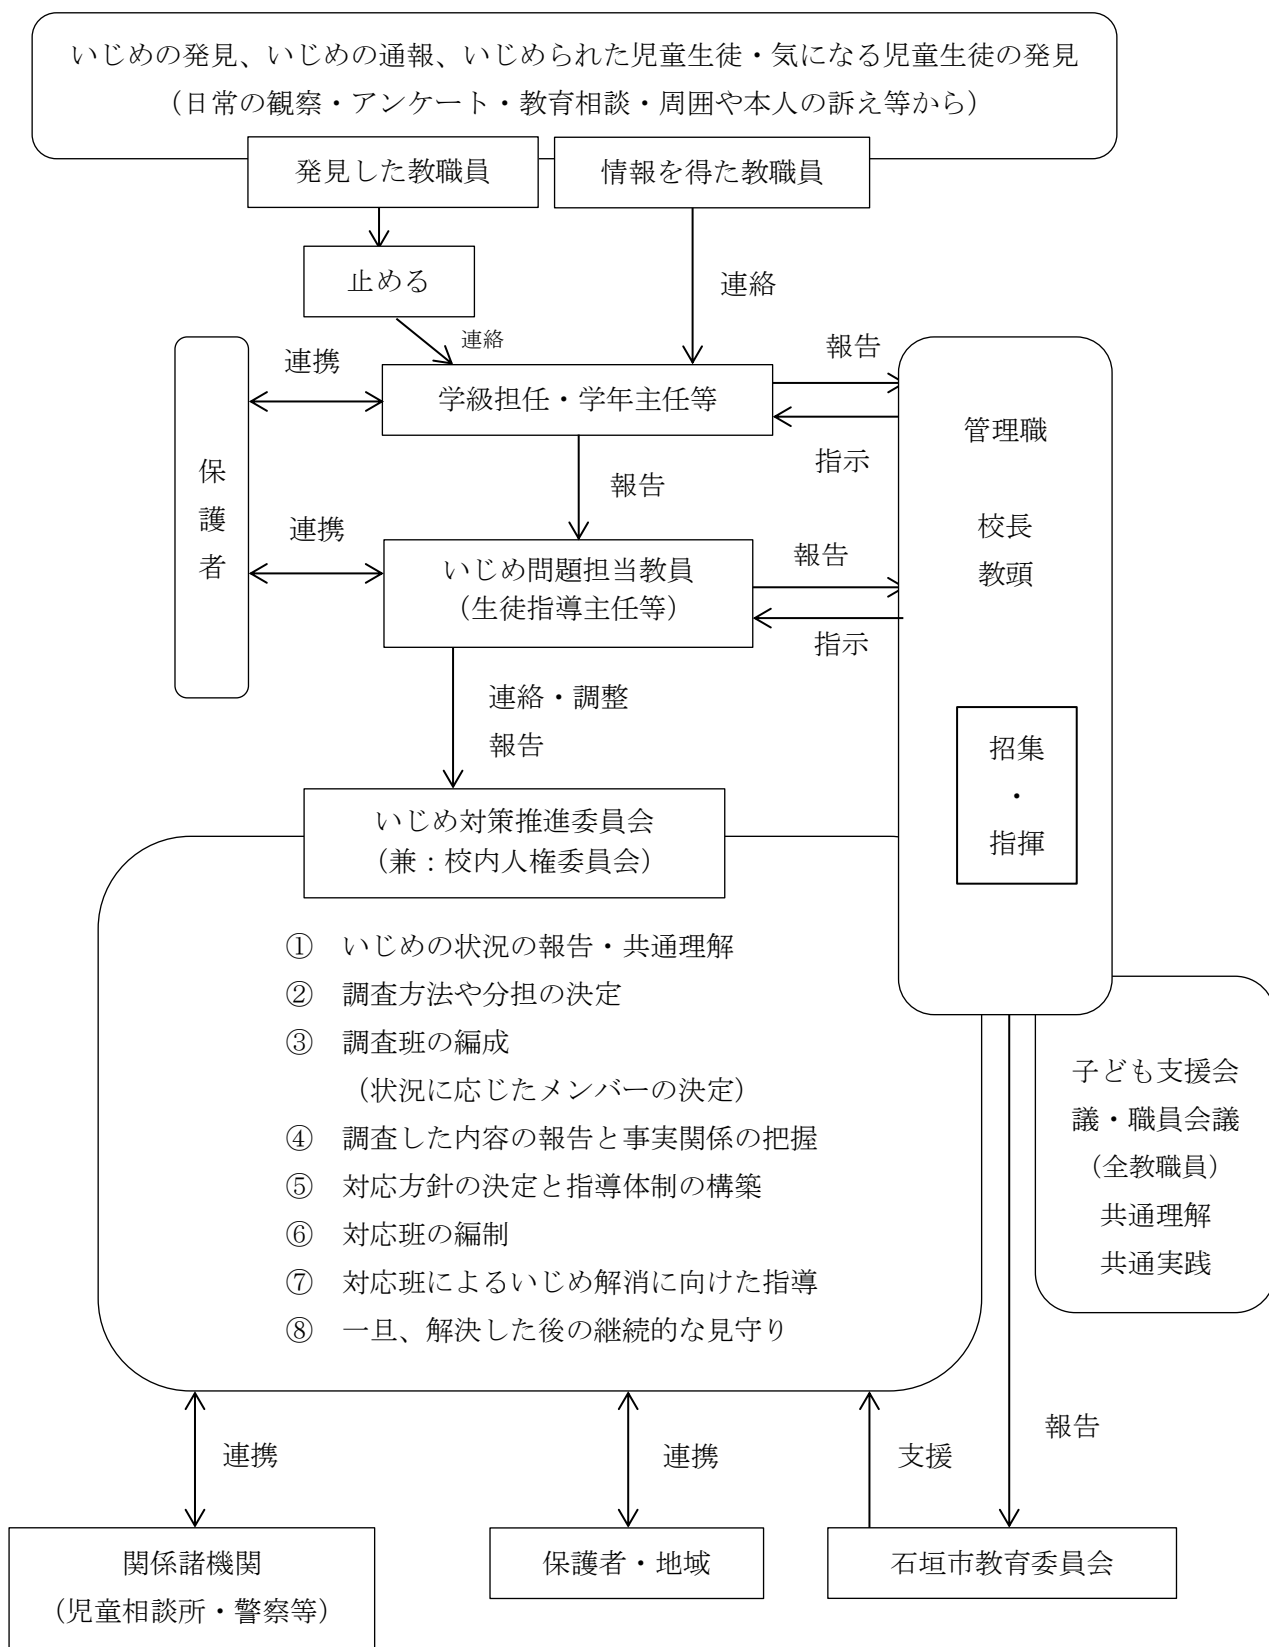 いじめの発見、いじめの通報、いじめられた児童生徒・気になる児童生徒の発見
（日常の観察・アンケート・教育相談・周囲や本人の訴え等から）
発見した教職員
情報を得た教職員
止める
連絡
連絡
保護者
連携
学級担任・学年主任等
報告
指示
管理職
校長
教頭
報告
連携
いじめ問題担当教員
（生徒指導主任等）
報告
指示
連絡・調整
報告
招集
・
指揮
いじめ対策推進委員会
（兼：校内人権委員会）
①　いじめの状況の報告・共通理解
②　調査方法や分担の決定
③　調査班の編成
（状況に応じたメンバーの決定）
④　調査した内容の報告と事実関係の把握
⑤　対応方針の決定と指導体制の構築
⑥　対応班の編制
⑦　対応班によるいじめ解消に向けた指導
⑧　一旦、解決した後の継続的な見守り
子ども支援会
議・職員会議
（全教職員）
共通理解
共通実践
連携
連携
支援
報告
関係諸機関
（児童相談所・警察等）
保護者・地域
石垣市教育委員会